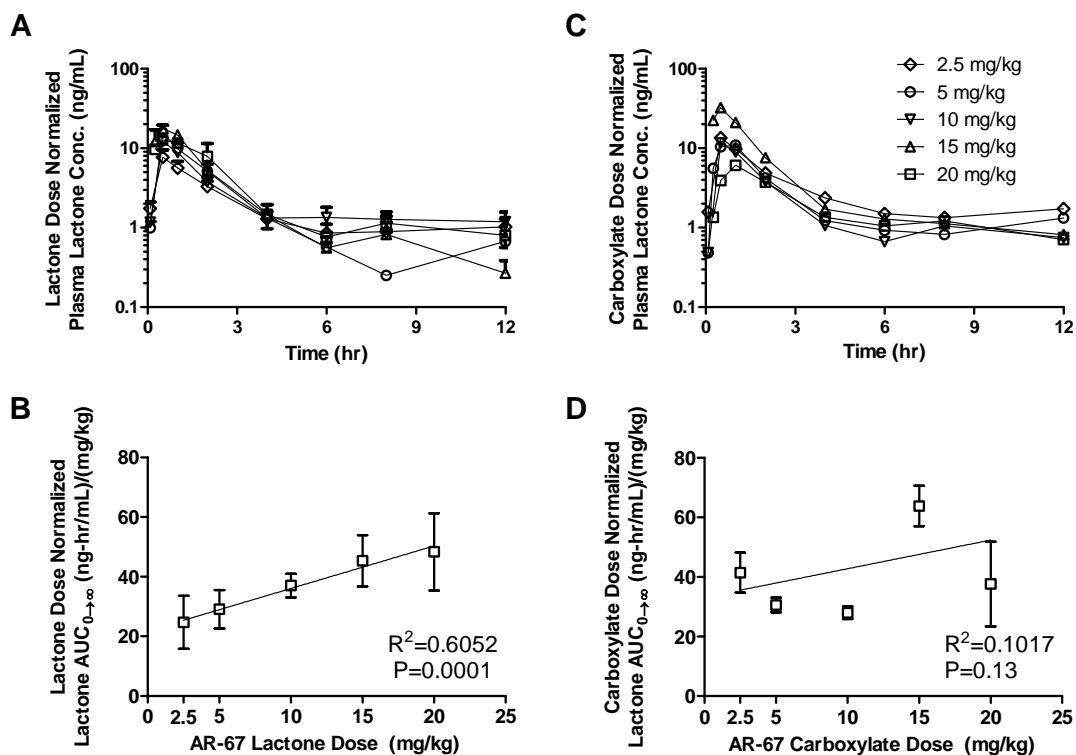 A
Lactone Dose Normalized
Plasma Lactone Conc. (ng/mL)
100
10
1
0.1
0
3
6
9
12
Time (hr)
C
Carboxylate Dose Normalized
Plasma Lactone Conc. (ng/mL)
100
10
1
0.1
0
3
6
9
12
Time (hr)
2.5 mg/kg
5 mg/kg
10 mg/kg
15 mg/kg
20 mg/kg
B
Lactone Dose Normalized
Lactone AUC0→∞ (ng-hr/mL)/(mg/kg)
80
60
40
20
0
0
2.5
5
10
15
20
25
R²=0.6052
P=0.0001
AR-67 Lactone Dose (mg/kg)
D
Carboxylate Dose Normalized
Lactone AUC0→∞ (ng-hr/mL)/(mg/kg)
80
60
40
20
0
0
2.5
5
10
15
20
25
R²=0.1017
P=0.13
AR-67 Carboxylate Dose (mg/kg)